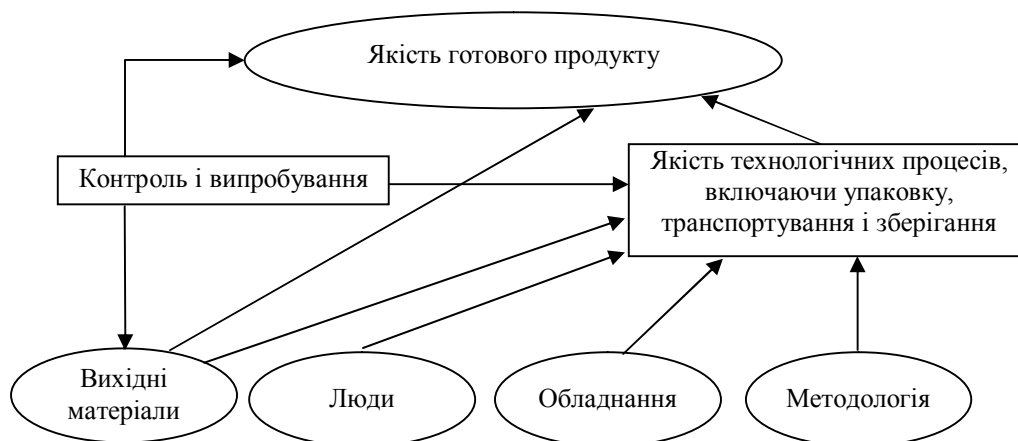 Якість готового продукту
Контроль і випробування
Якість технологічних процесів,
включаючи упаковку,
транспортування і зберігання
Вихідні
матеріали
Люди
Обладнання
Методологія